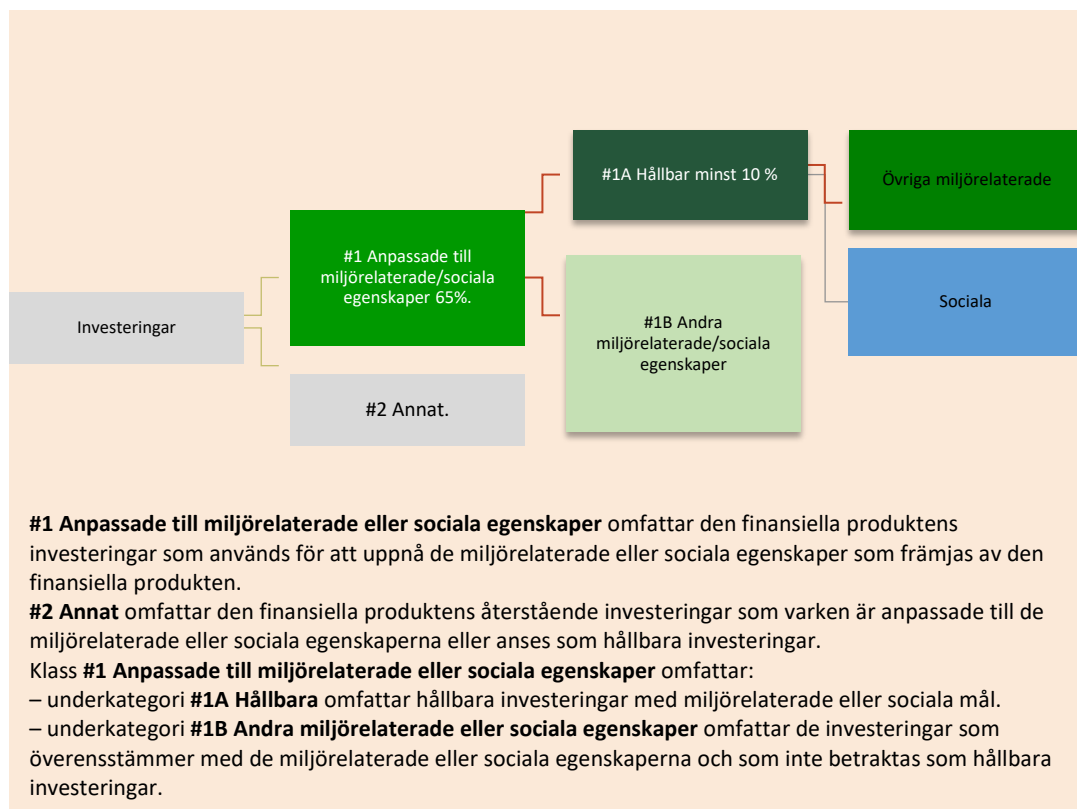 #1A Hållbar minst 10 %
Övriga miljörelaterade
#1 Anpassade till
miljörelaterade/sociala
egenskaper 65%.
Sociala
Investeringar
#1B Andra
miljörelaterade/sociala
egenskaper
#2 Annat.
#1 Anpassade till miljörelaterade eller sociala egenskaper omfattar den finansiella produktens
investeringar som används för att uppnå de miljörelaterade eller sociala egenskaper som främjas av den
finansiella produkten.
#2 Annat omfattar den finansiella produktens återstående investeringar som varken är anpassade till de
miljörelaterade eller sociala egenskaperna eller anses som hållbara investeringar.
Klass #1 Anpassade till miljörelaterade eller sociala egenskaper omfattar:
– underkategori #1A Hållbara omfattar hållbara investeringar med miljörelaterade eller sociala mål.
– underkategori #1B Andra miljörelaterade eller sociala egenskaper omfattar de investeringar som
överensstämmer med de miljörelaterade eller sociala egenskaperna och som inte betraktas som hållbara
investeringar.